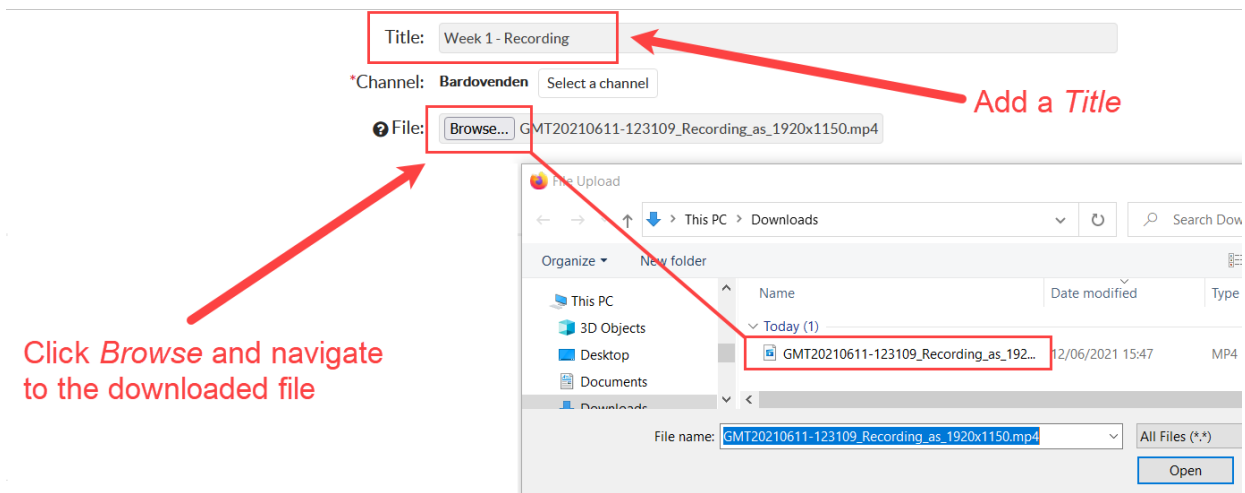 Title: Week 1 - Recording
*Channel: Bardovenden Select a channel
Add a Title
File: Browse... GMT20210611-123109_Recording_as_1920x1150.mp4
File Upload
This PC > Downloads Search Dow
Organize New folder
This PC
3D Objects
Desktop
Documents
Downloads
Name Date modified Type
Today (1)
GMT20210611-123109_Recording_as_192... 12/06/2021 15:47 MP4
Click Browse and navigate
to the downloaded file
File name: GMT20210611-123109_Recording_as_1920x1150.mp4 All Files (*.*)
Open